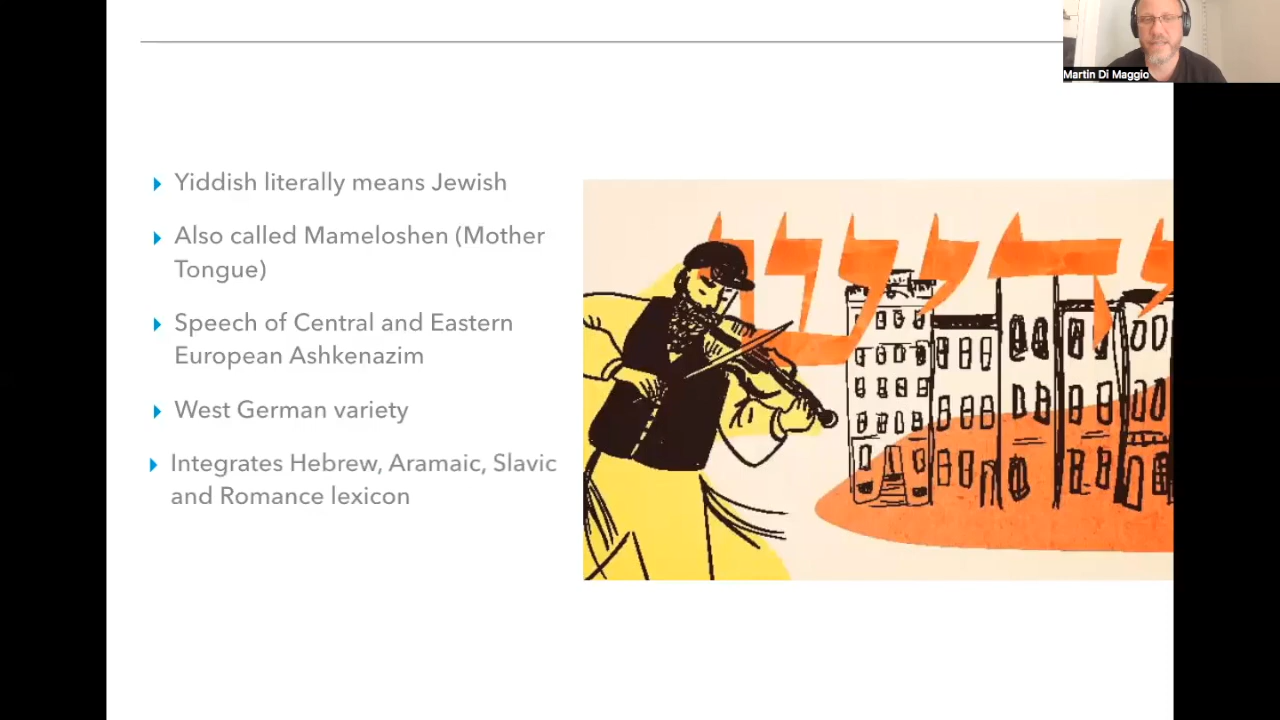 Martin Di Maggio
Yiddish literally means Jewish
Also called Mameloshen (Mother
Tongue)
Speech of Central and Eastern
European Ashkenazim
West German variety
Integrates Hebrew, Aramaic, Slavic
and Romance lexicon
ידיש